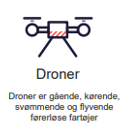 Droner
Droner er gående, kørende,
svømmende og flyvende
førerløse fartøjer